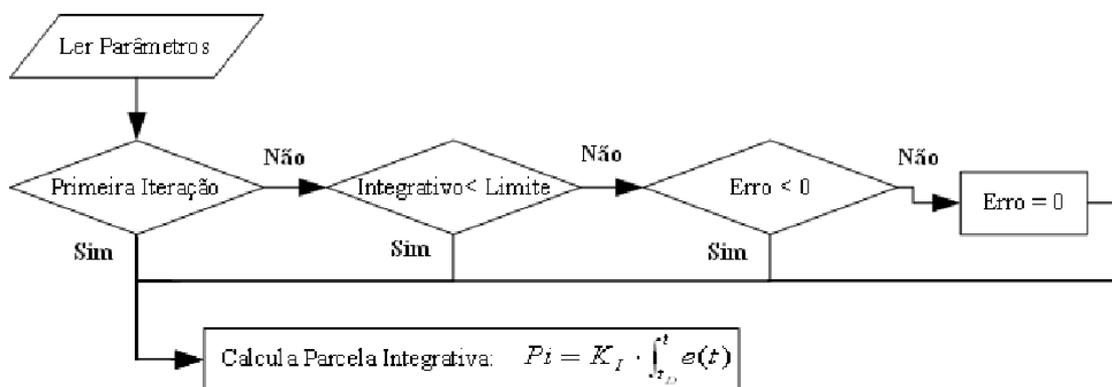 Ler Parâmetros
Não
Não
Não
Primeira Iteração
Integrativo< Limite
Erro < 0
Erro = 0
Sim
Sim
Sim
Calcula Parcela Integrativa: Pi = K_I · ∫_{t_D}^{t} e(t)